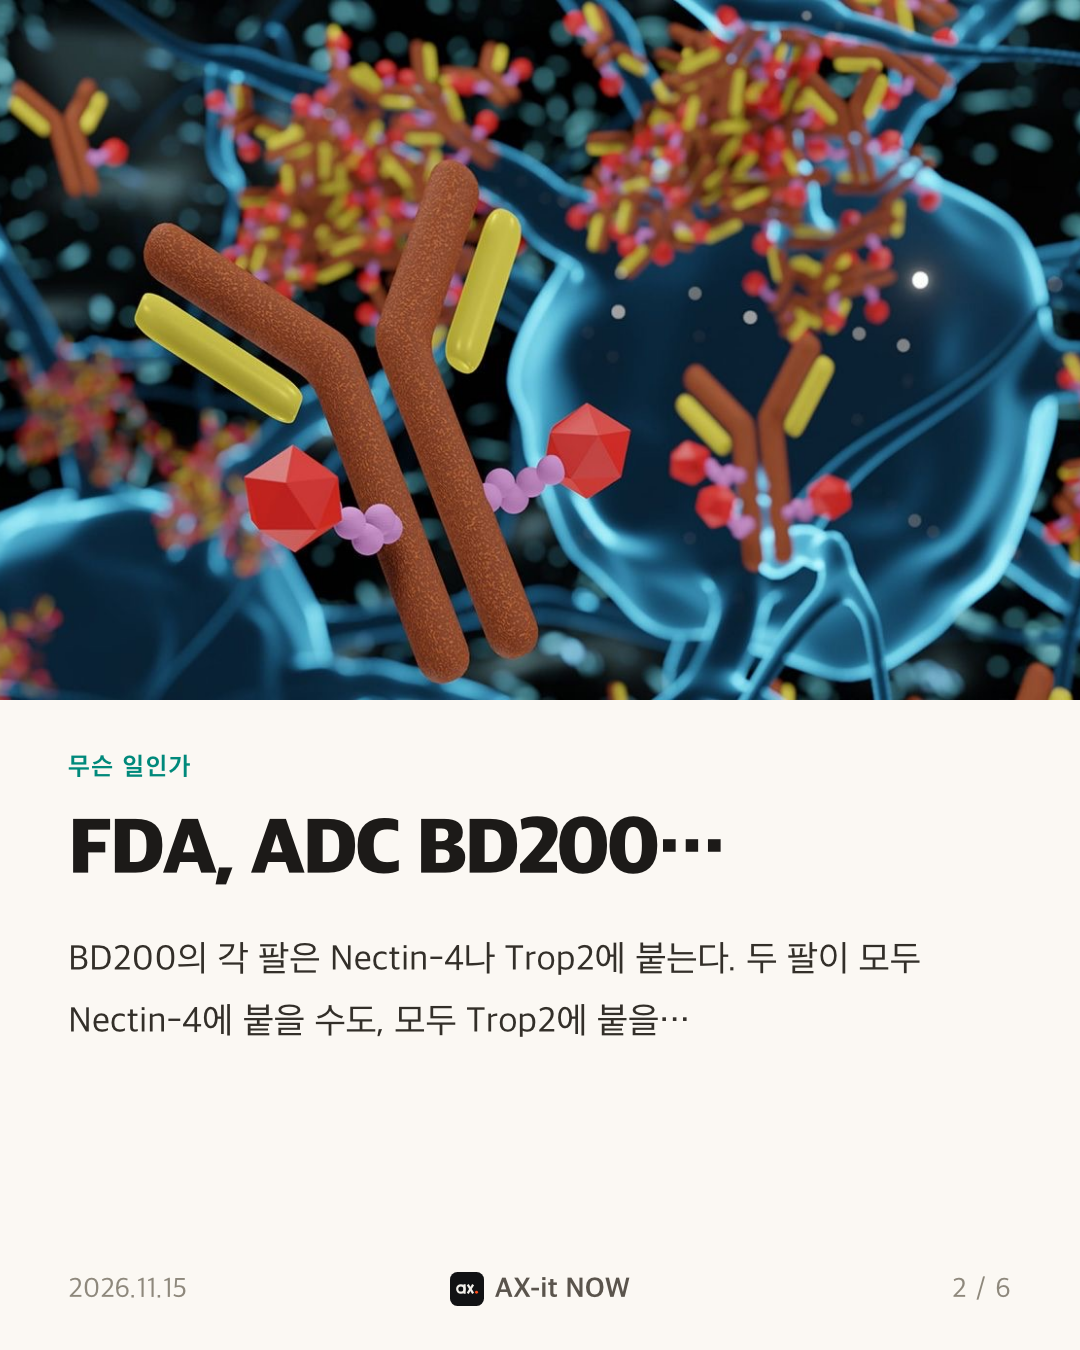 무슨 일인가
FDA, ADC BD200···
BD200의 각 팔은 Nectin-4나 Trop2에 붙는다. 두 팔이 모두
Nectin-4에 붙을 수도, 모두 Trop2에 붙을···
2026.11.15
ax.
AX-it NOW
2 / 6